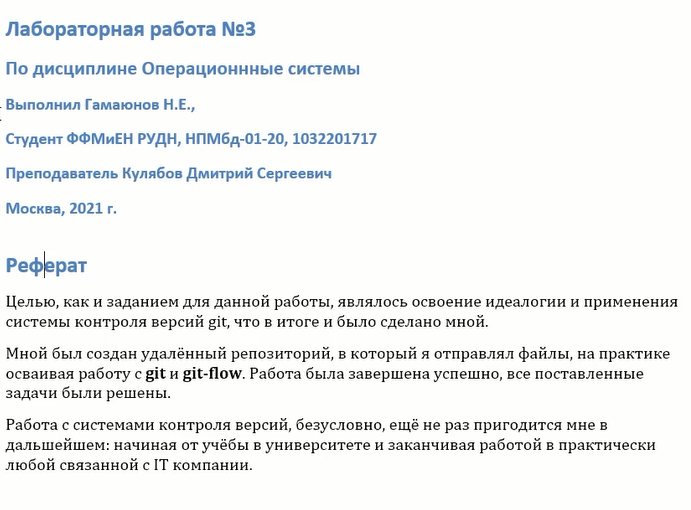 Лабораторная работа №3
По дисциплине Операционнные системы
Выполнил Гамаюнов Н.Е.,
Студент ФФМиЕН РУДН, НПМбд-01-20, 1032201717
Преподаватель Кулябов Дмитрий Сергеевич
Москва, 2021 г.
Реферат
Целью, как и заданием для данной работы, являлось освоение идеалогии и применения
системы контроля версий git, что в итоге и было сделано мной.
Мной был создан удалённый репозиторий, в который я отправлял файлы, на практике
осваивая работу с git и git-flow. Работа была завершена успешно, все поставленные
задачи были решены.
Работа с системами контроля версий, безусловно, ещё не раз пригодится мне в
дальшейшем: начиная от учёбы в университете и заканчивая работой в практически
любой связанной с IT компании.